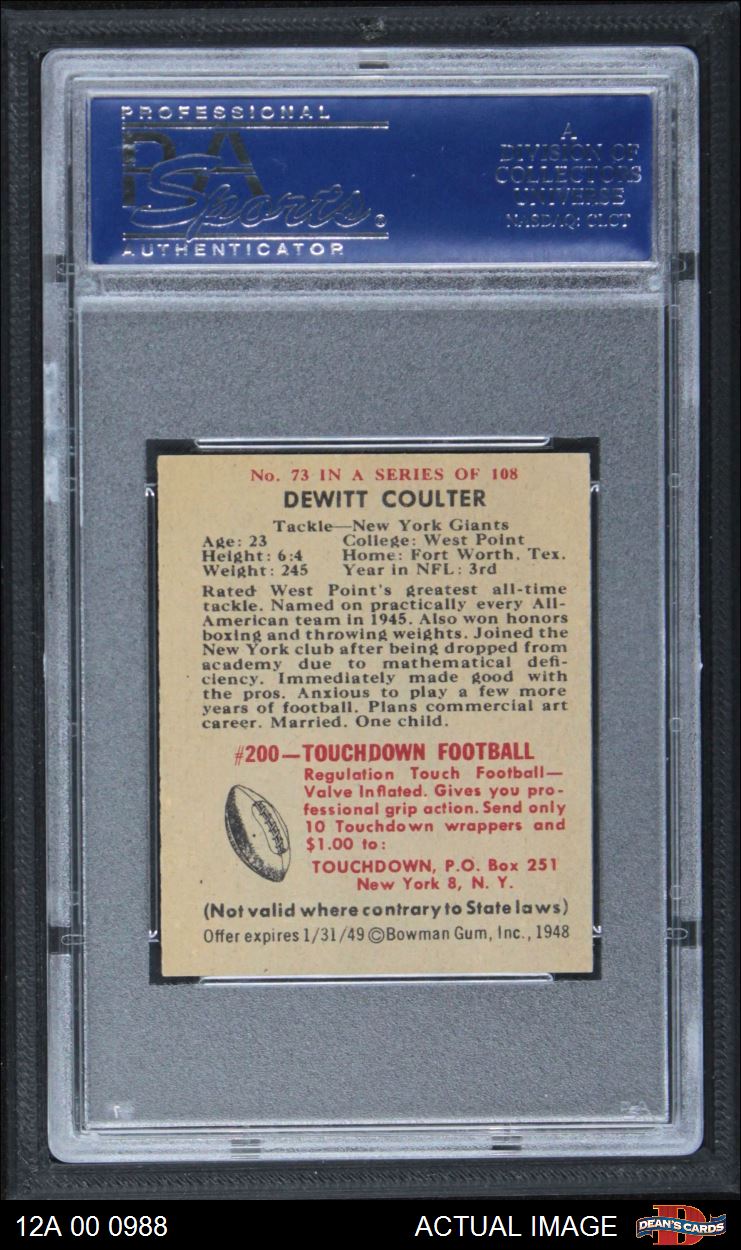 PROFESSIONAL
PSA
Sports
AUTHENTICATOR
A
DIVISION OF
COLLECTORS
UNIVERSE
NASDAQ: CLCT
No. 73 IN A SERIES OF 108
DEWITT COULTER
Tackle—New York Giants
Age: 23 College: West Point
Height: 6:4 Home: Fort Worth, Tex.
Weight: 245 Year in NFL: 3rd
Rated West Point's greatest all-time
tackle. Named on practically every All-
American team in 1945. Also won honors
boxing and throwing weights. Joined the
New York club after being dropped from
academy due to mathematical defi-
ciency. Immediately made good with
the pros. Anxious to play a few more
years of football. Plans commercial art
career. Married. One child.
#200—TOUCHDOWN FOOTBALL
Regulation Touch Football—
Valve Inflated. Gives you pro-
fessional grip action. Send only
10 Touchdown wrappers and
$1.00 to:
TOUCHDOWN, P.O. Box 251
New York 8, N. Y.
(Not valid where contrary to State laws)
Offer expires 1/31/49 ©Bowman Gum, Inc., 1948
12A 00 0988
ACTUAL IMAGE
DEAN'S CARDS